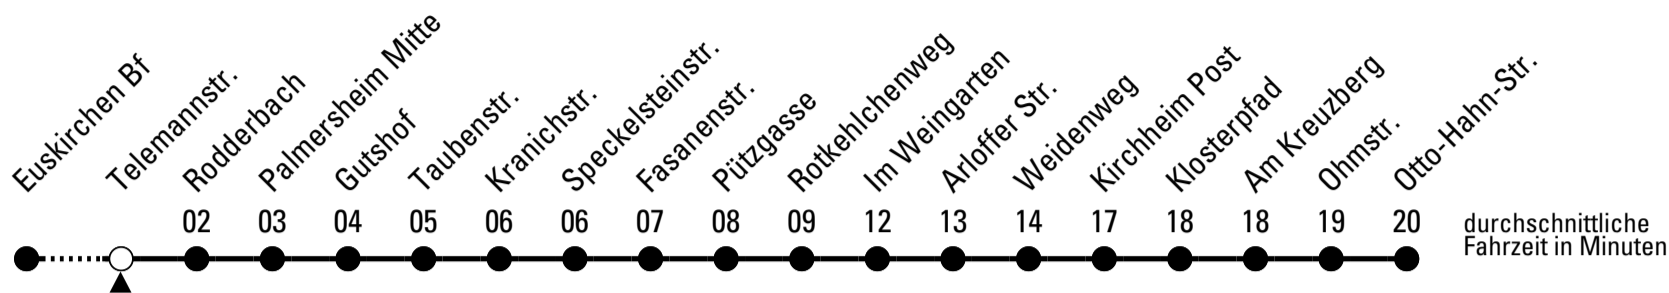 Euskirchen Bf
Telemannstr.
Rodderbach
Palmersheim Mitte
Gutshof
Taubenstr.
Kranichstr.
Speckelsteinstr.
Fasanenstr.
Pützgasse
Rotkehlchenweg
Im Weingarten
Arloffer Str.
Weidenweg
Kirchheim Post
Klosterpfad
Am Kreuzberg
Ohmstr.
Otto-Hahn-Str.
02 03 04 05 06 06 07 08 09 12 13 14 17 18 18 19 20
durchschnittliche
Fahrzeit in Minuten